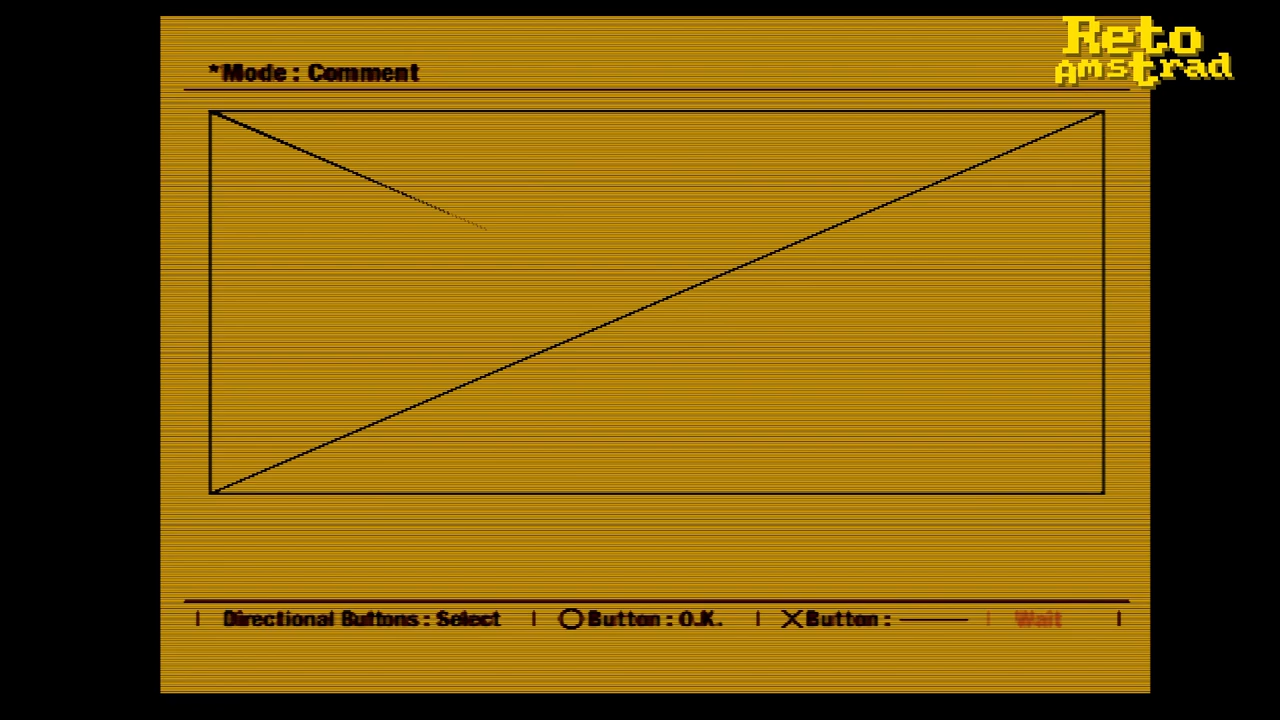 Reto
Amstrad
*Mode : Comment
Directional Buttons : Select
Button : O.K.
Button :
Wait